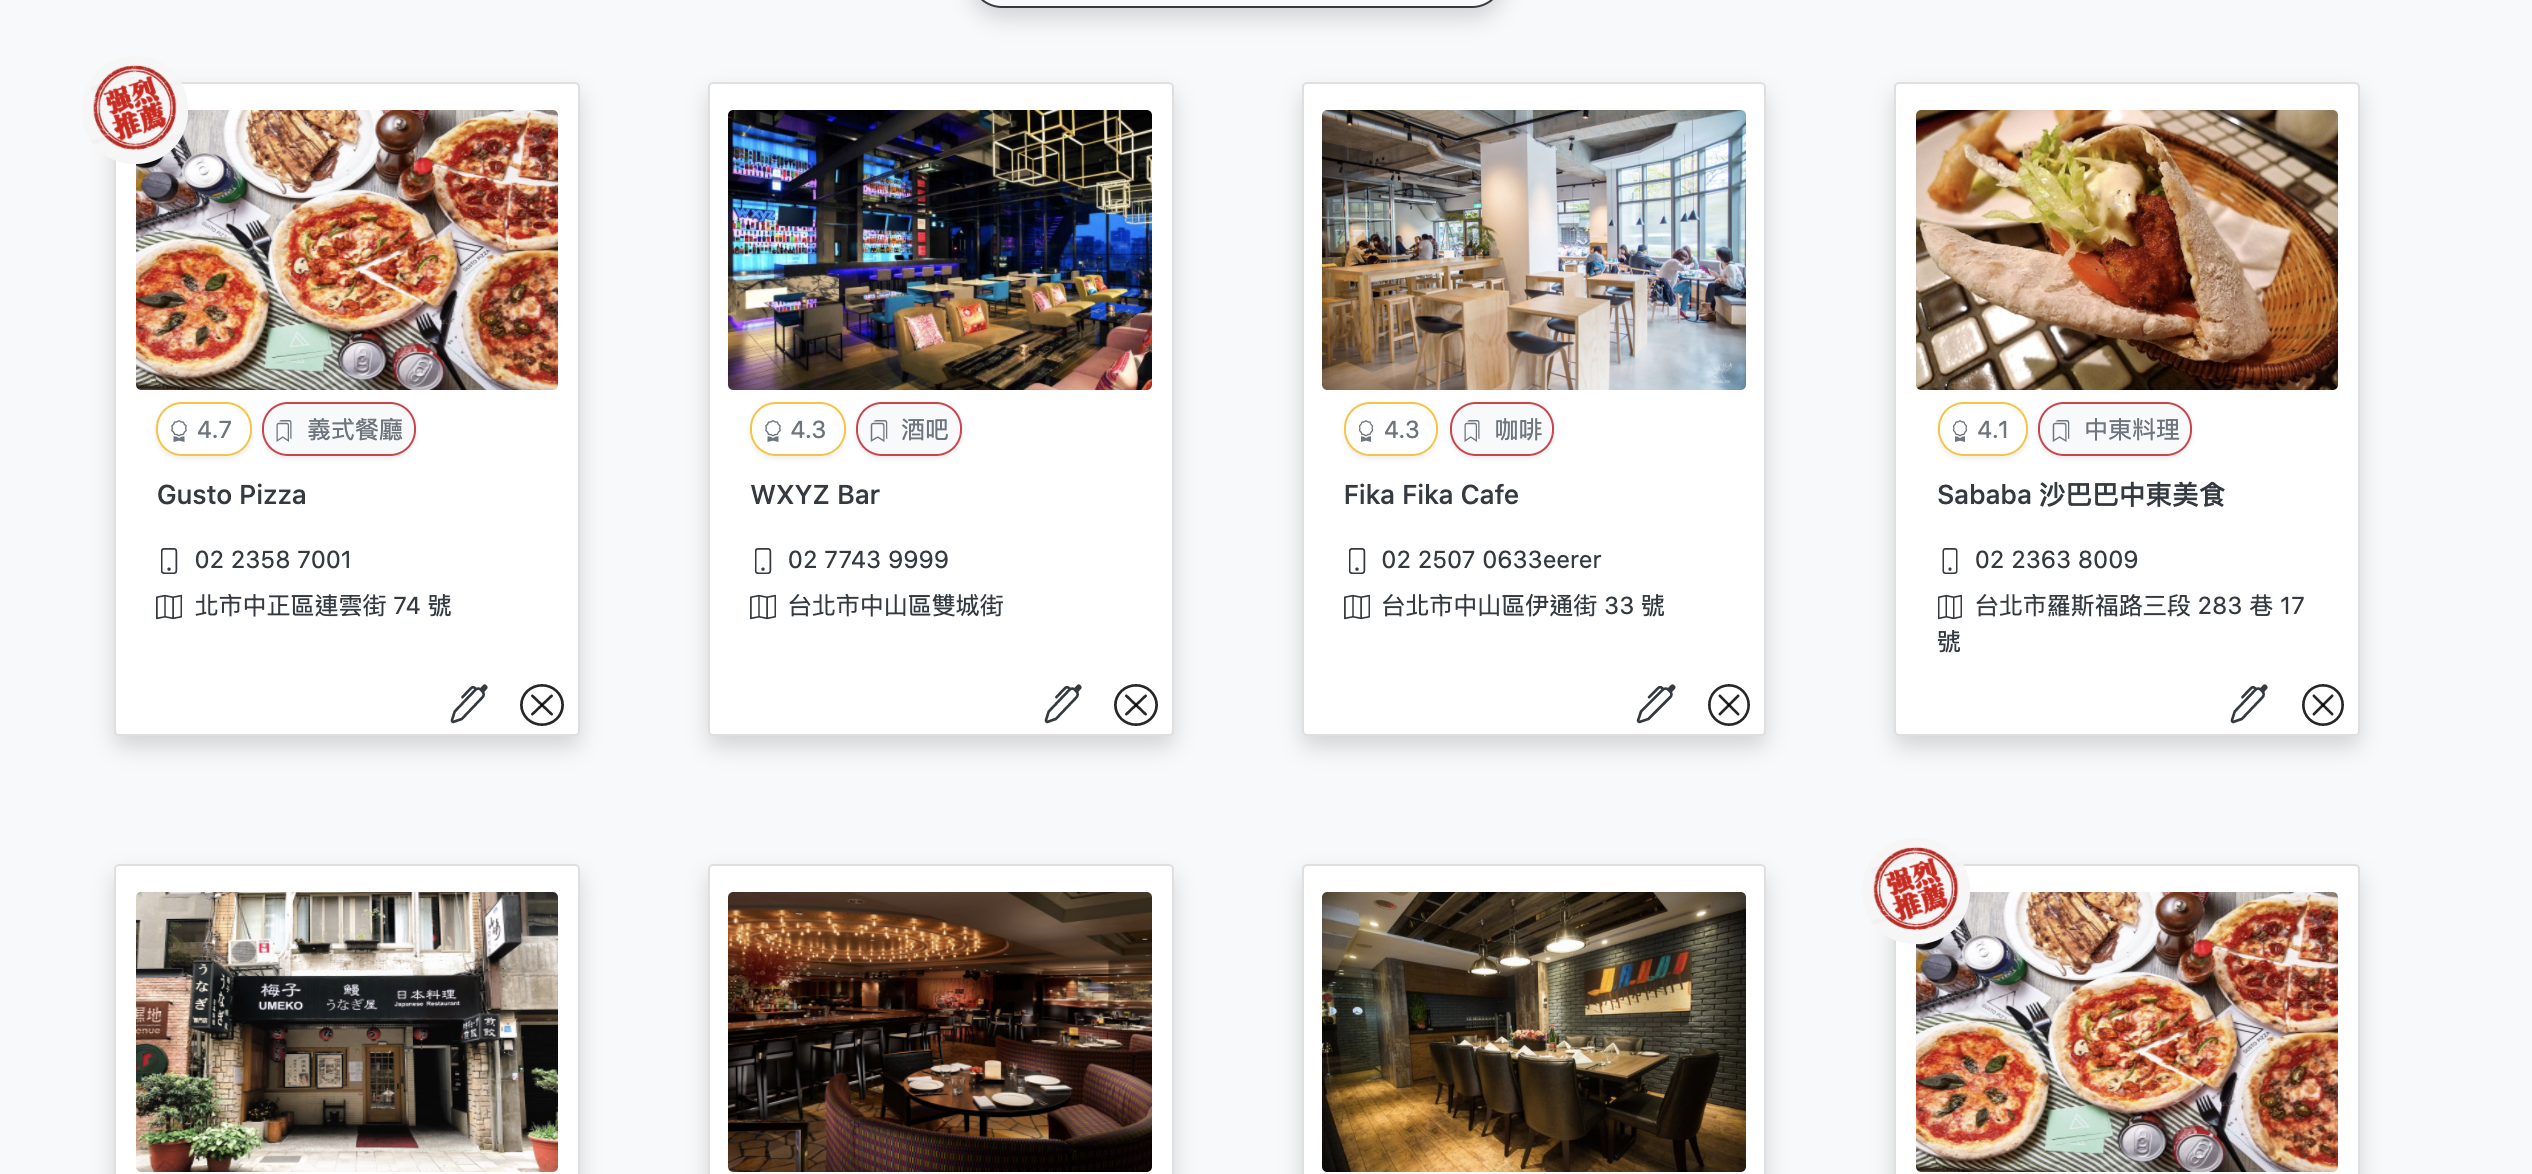 强烈
推薦
4.7
義式餐廳
4.3
酒吧
4.3
咖啡
4.1
中東料理
Gusto Pizza
WXYZ Bar
Fika Fika Cafe
Sababa 沙巴巴中東美食
02 2358 7001
02 7743 9999
02 2507 0633eerer
02 2363 8009
北市中正區連雲街 74 號
台北市中山區雙城街
台北市中山區伊通街 33 號
台北市羅斯福路三段 283 巷 17
號
强烈
推薦
うなぎ
梅子
UMEKO
鰻
うなぎ屋
日本料理
Japanese Restaurant